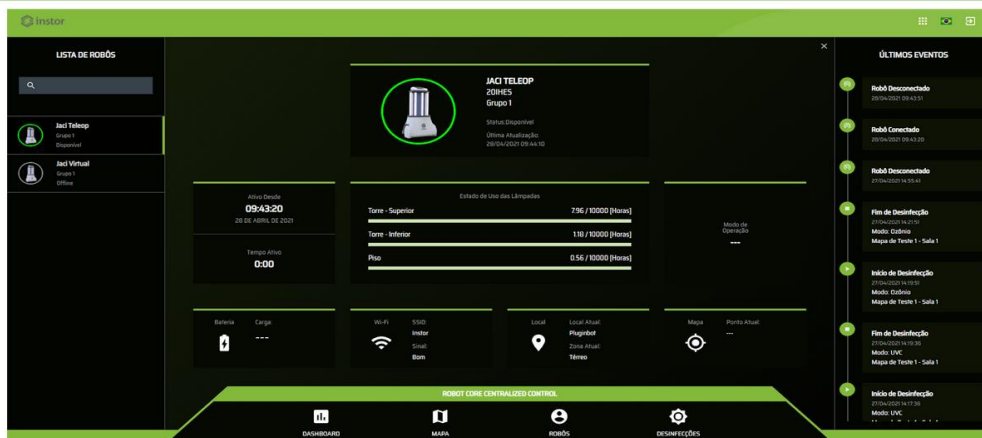 instor
LISTA DE ROBÔS
Jaci Teleop
Grupo 1
Disponível
Jaci Virtual
Grupo 1
Offline
JACI TELEOP
201HES
Grupo 1
Status: Disponível
Última Atualização:
28/04/2021 09:44:10
Ativo Desde
09:43:20
28 DE ABRIL DE 2021
Tempo Ativo
0:00
Estado de Uso das Lâmpadas
Torre - Superior 7.96 / 10000 [Horas]
Torre - Inferior 1.18 / 10000 [Horas]
Piso 0.56 / 10000 [Horas]
Modo de
Operação
---
Bateria
Carga:
---
Wi-Fi
SSID:
Instor
Sinal:
Bom
Local
Local Atual:
Pluginbot
Zona Atual:
Térreo
Mapa
Ponto Atual:
---
ROBOT CORE CENTRALIZED CONTROL
DASHBOARD
MAPA
ROBÔS
DESINFECÇÕES
ÚLTIMOS EVENTOS
Robô Desconectado
28/04/2021 09:43:51
Robô Conectado
28/04/2021 09:43:20
Robô Desconectado
27/04/2021 14:55:41
Fim de Desinfecção
27/04/2021 14:21:51
Modo: Ozônio
Mapa de Teste 1 - Sala 1
Início de Desinfecção
27/04/2021 14:19:51
Modo: Ozônio
Mapa de Teste 1 - Sala 1
Fim de Desinfecção
27/04/2021 14:19:36
Modo: UVC
Mapa de Teste 1 - Sala 1
Início de Desinfecção
27/04/2021 14:17:36
Modo: UVC